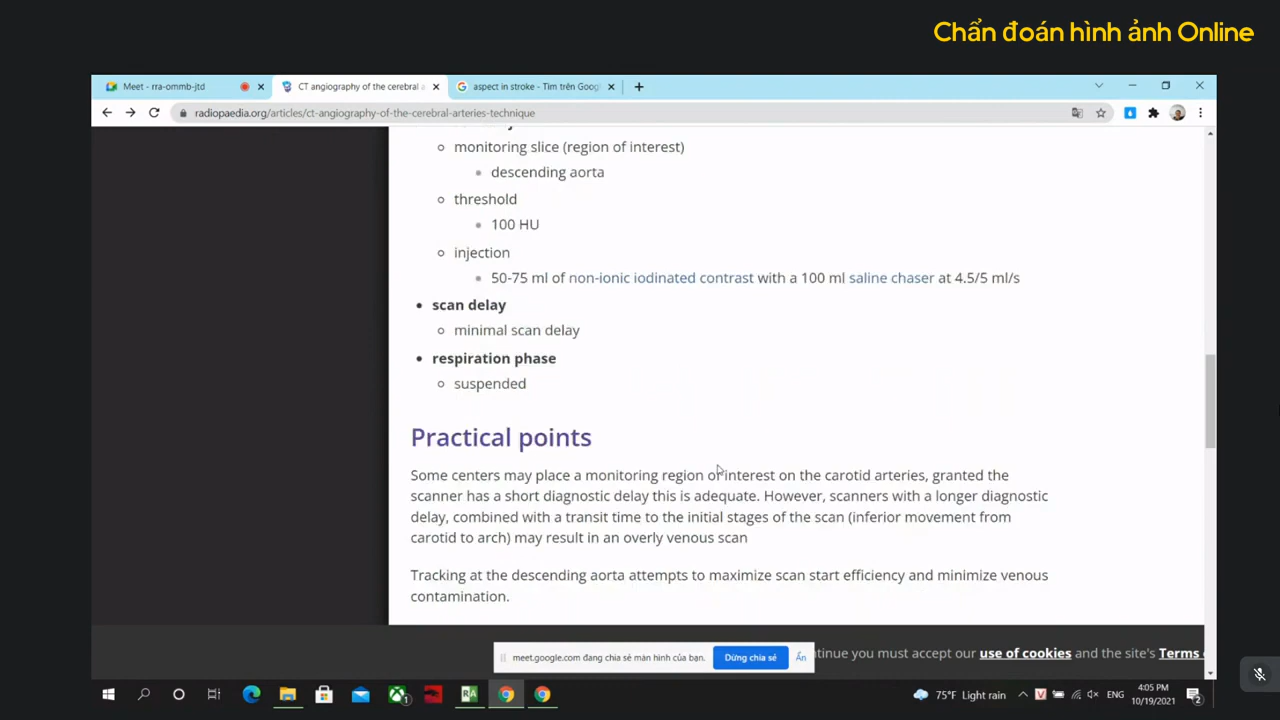 Chẩn đoán hình ảnh Online
Meet - rra-ommb-jtd
CT angiography of the cerebral a
aspect in stroke - Tìm trên Goog
radiopaedia.org/articles/ct-angiography-of-the-cerebral-arteries-technique
monitoring slice (region of interest)
descending aorta
threshold
100 HU
injection
50-75 ml of non-ionic iodinated contrast with a 100 ml saline chaser at 4.5/5 ml/s
scan delay
minimal scan delay
respiration phase
suspended
Practical points
Some centers may place a monitoring region of interest on the carotid arteries, granted the
scanner has a short diagnostic delay this is adequate. However, scanners with a longer diagnostic
delay, combined with a transit time to the initial stages of the scan (inferior movement from
carotid to arch) may result in an overly venous scan
Tracking at the descending aorta attempts to maximize scan start efficiency and minimize venous
contamination.
meet.google.com đang chia sẻ màn hình của bạn. Dừng chia sẻ Ẩn
ntinue you must accept our use of cookies and the site's Terms
RA
75°F Light rain
V
ENG
4:05 PM
10/19/2021
2